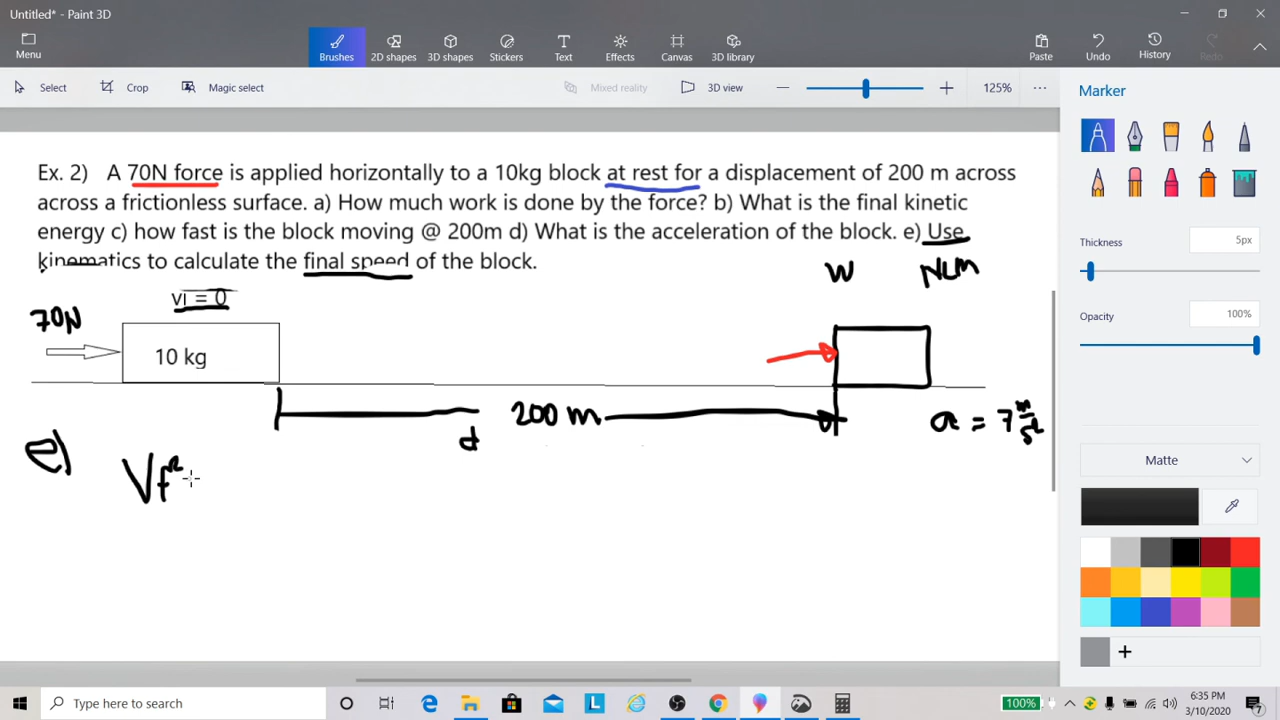 Untitled* - Paint 3D
Menu
Brushes
2D shapes
3D shapes
Stickers
Text
Effects
Canvas
3D library
Paste
Undo
History
Redo
Select
Crop
Magic select
Mixed reality
3D view
125%
Marker
Ex. 2) A 70N force is applied horizontally to a 10kg block at rest for a displacement of 200 m across
across a frictionless surface. a) How much work is done by the force? b) What is the final kinetic
energy c) how fast is the block moving @ 200m d) What is the acceleration of the block. e) Use
kinematics to calculate the final speed of the block.
W
vi = 0
70N
10 kg
200 m
d
a = 7 m/s²
e)
Vf²
Thickness
5px
Opacity
100%
Matte
Type here to search
100%
6:35 PM
3/10/2020
7